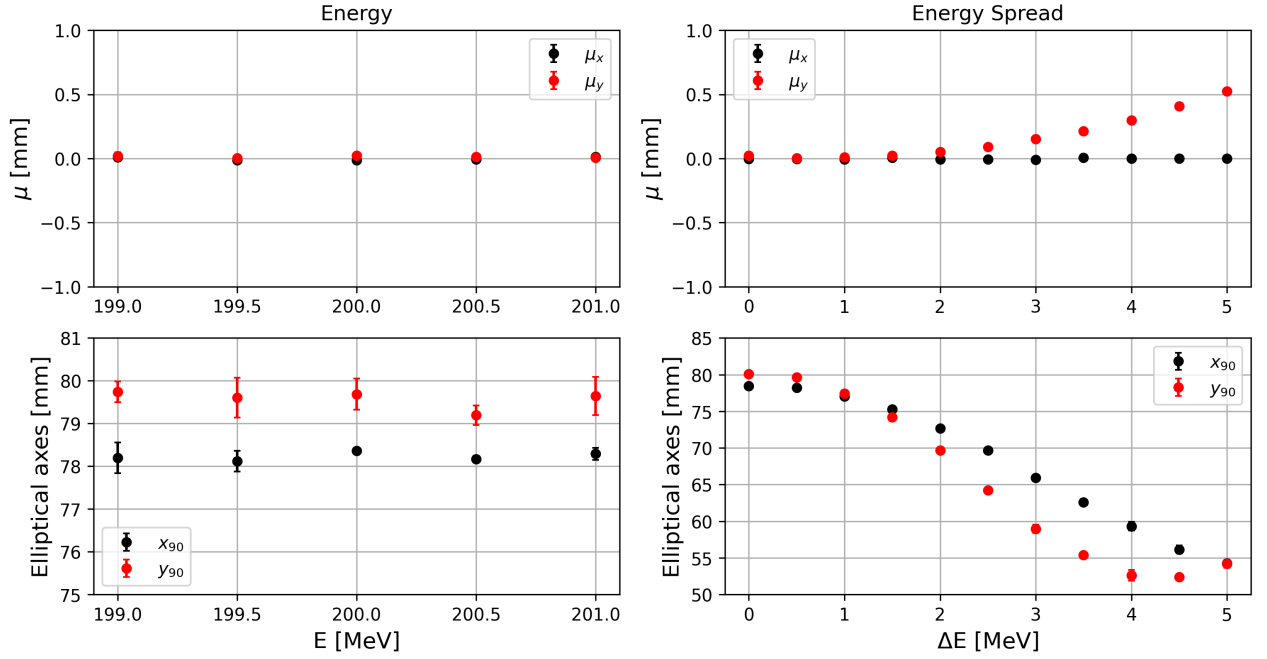 Energy
μ [mm]
1.0
0.5
0.0
−0.5
−1.0
μx
μy
199.0 199.5 200.0 200.5 201.0
Energy Spread
μ [mm]
1.0
0.5
0.0
−0.5
−1.0
μx
μy
0 1 2 3 4 5
Elliptical axes [mm]
81
80
79
78
77
76
75
x90
y90
199.0 199.5 200.0 200.5 201.0
E [MeV]
Elliptical axes [mm]
85
80
75
70
65
60
55
50
x90
y90
0 1 2 3 4 5
ΔE [MeV]